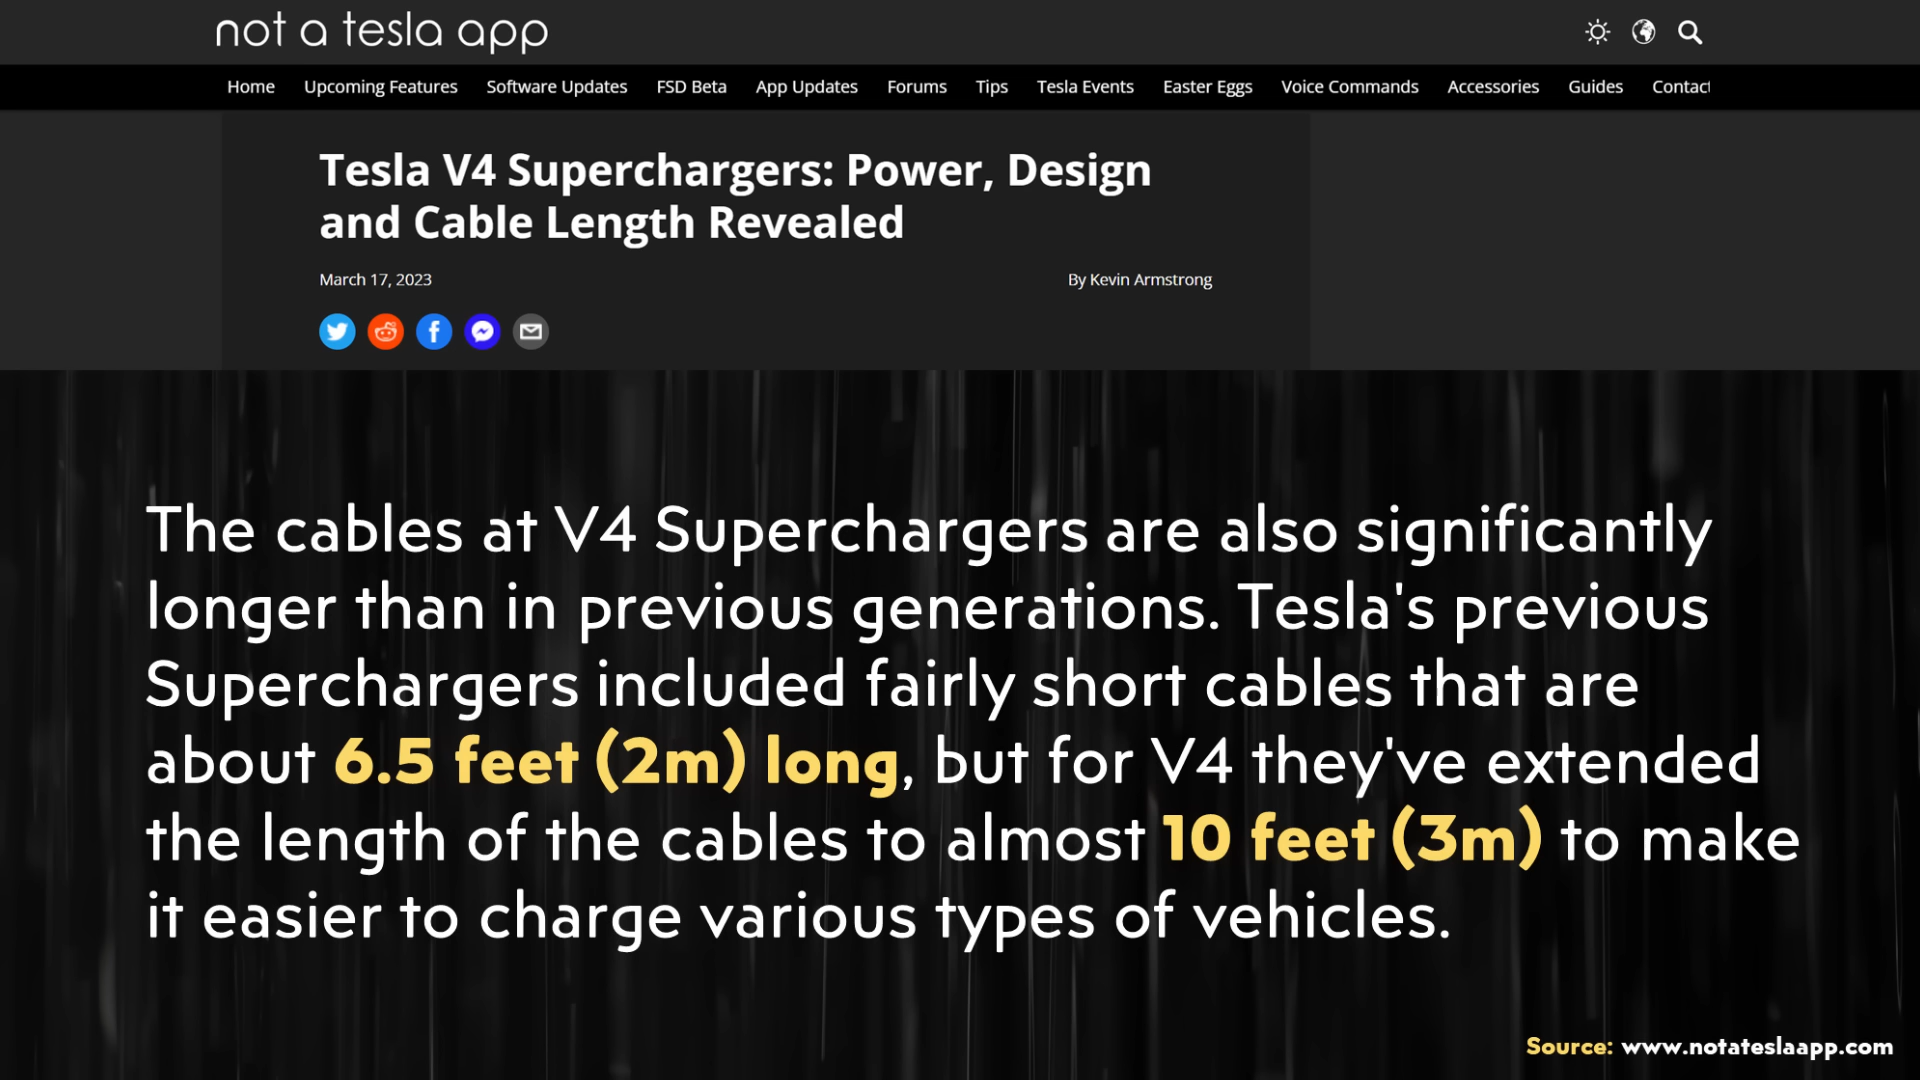 not a tesla app
Home Upcoming Features Software Updates FSD Beta App Updates Forums Tips Tesla Events Easter Eggs Voice Commands Accessories Guides Contact
Tesla V4 Superchargers: Power, Design
and Cable Length Revealed
March 17, 2023 By Kevin Armstrong
The cables at V4 Superchargers are also significantly
longer than in previous generations. Tesla's previous
Superchargers included fairly short cables that are
about 6.5 feet (2m) long, but for V4 they've extended
the length of the cables to almost 10 feet (3m) to make
it easier to charge various types of vehicles.
Source: www.notateslaapp.com